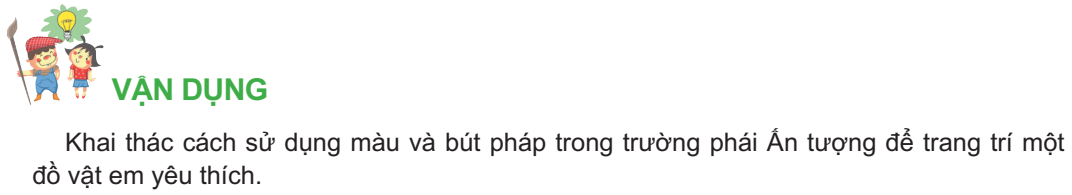 VẬN DỤNG
Khai thác cách sử dụng màu và bút pháp trong trường phái Ấn tượng để trang trí một
đồ vật em yêu thích.